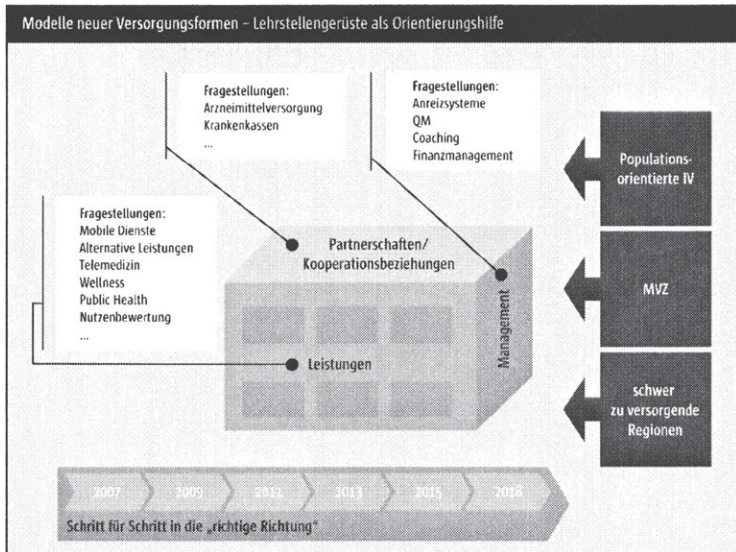 Modelle neuer Versorgungsformen – Lehrstellengerüste als Orientierungshilfe
Fragestellungen:
Arzneimittelversorgung
Krankenkassen
...
Fragestellungen:
Anreizsysteme
QM
Coaching
Finanzmanagement
Fragestellungen:
Mobile Dienste
Alternative Leistungen
Telemedizin
Wellness
Public Health
Nutzenbewertung
...
Partnerschaften/
Kooperationsbeziehungen
Management
Leistungen
Populations-
orientierte IV
MVZ
schwer
zu versorgende
Regionen
2007 2009 2011 2013 2015 2018
Schritt für Schritt in die „richtige Richtung“